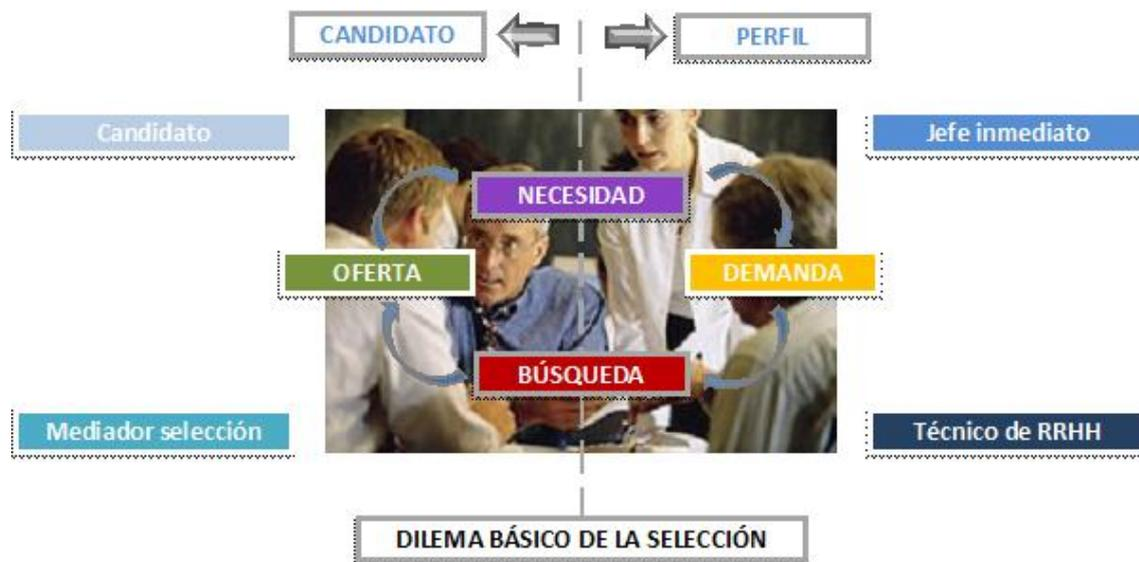 CANDIDATO
PERFIL
Candidato
Jefe inmediato
NECESIDAD
OFERTA
DEMANDA
BÚSQUEDA
Mediador selección
Técnico de RRHH
DILEMA BÁSICO DE LA SELECCIÓN